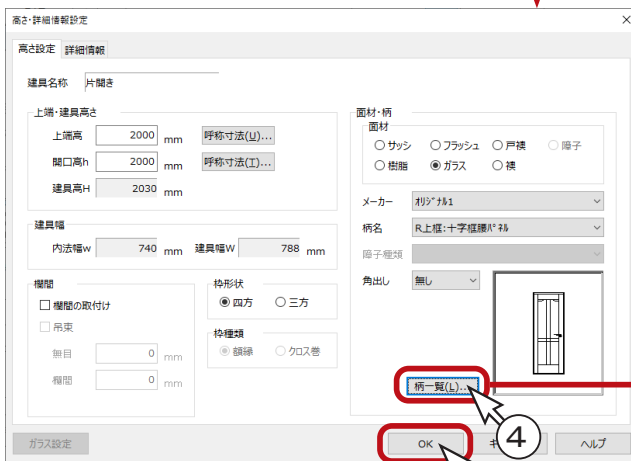 高さ・詳細情報設定
高さ設定 詳細情報
建具名称 片開き
上端・建具高さ
上端高 2000 mm 呼称寸法(U)...
開口高h 2000 mm 呼称寸法(I)...
建具高H 2030 mm
建具幅
内法幅w 740 mm 建具幅W 788 mm
欄間
欄間の取付け
吊束
無目 0 mm
欄間 0 mm
枠形状
四方 三方
枠種類
額縁 クロス巻
面材・柄
面材
サッシ フラッシュ 戸襖 障子
樹脂 ガラス 襖
メーカー オリジナル1
柄名 R上框:十字框腰パネル
障子種類
角出し 無し
柄一覧(L)...
4
ガラス設定 OK キ ヘルプ